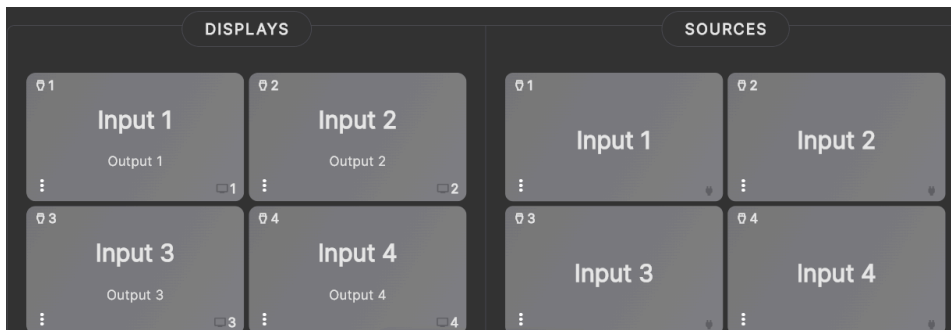 DISPLAYS
SOURCES
1
Input 1
Output 1
1
2
Input 2
Output 2
2
3
Input 3
Output 3
3
4
Input 4
Output 4
4
1
Input 1
2
Input 2
3
Input 3
4
Input 4